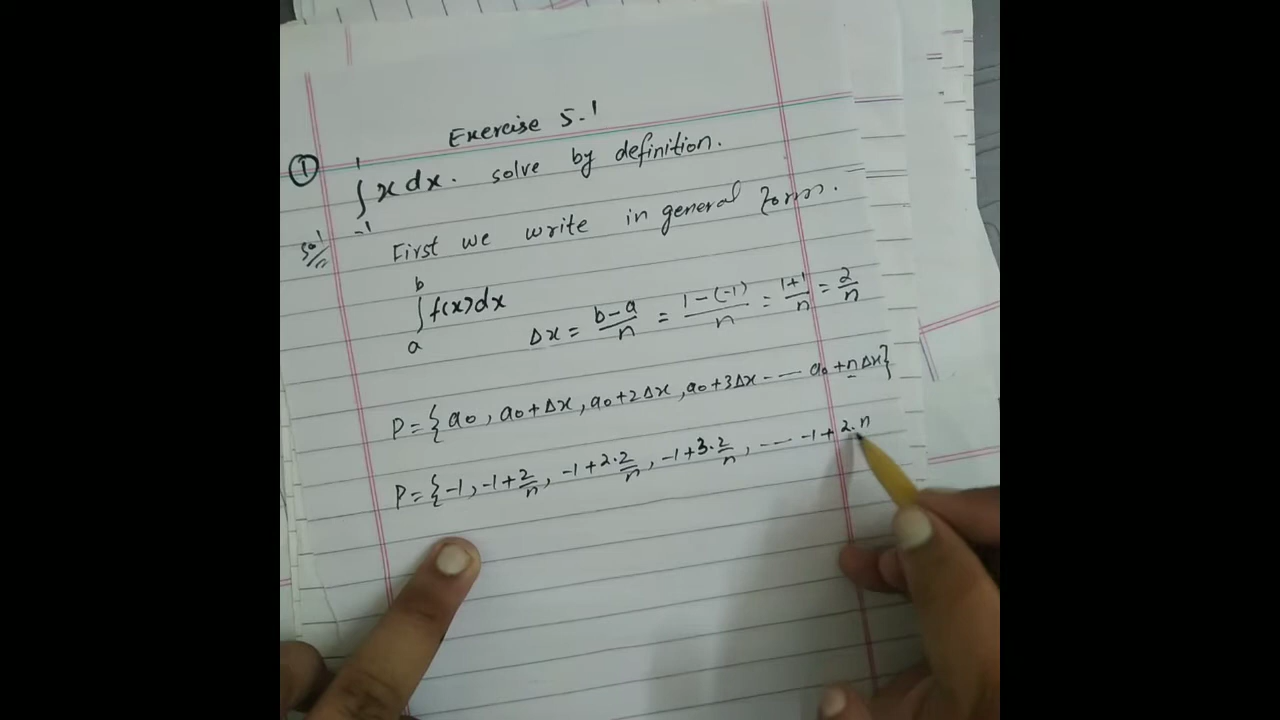 Exercise 5.1
① ∫₋₁¹ x dx. solve by definition.
Solⁿ First we write in general form.
∫ₐᵇ f(x)dx Δx = b-a/n = 1-(-1)/n = 1+1/n = 2/n
P={a₀, a₀+Δx, a₀+2Δx, a₀+3Δx--- a₀+nΔx}
P={-1, -1+2/n, -1+2·2/n, -1+3·2/n, --- -1+2·n